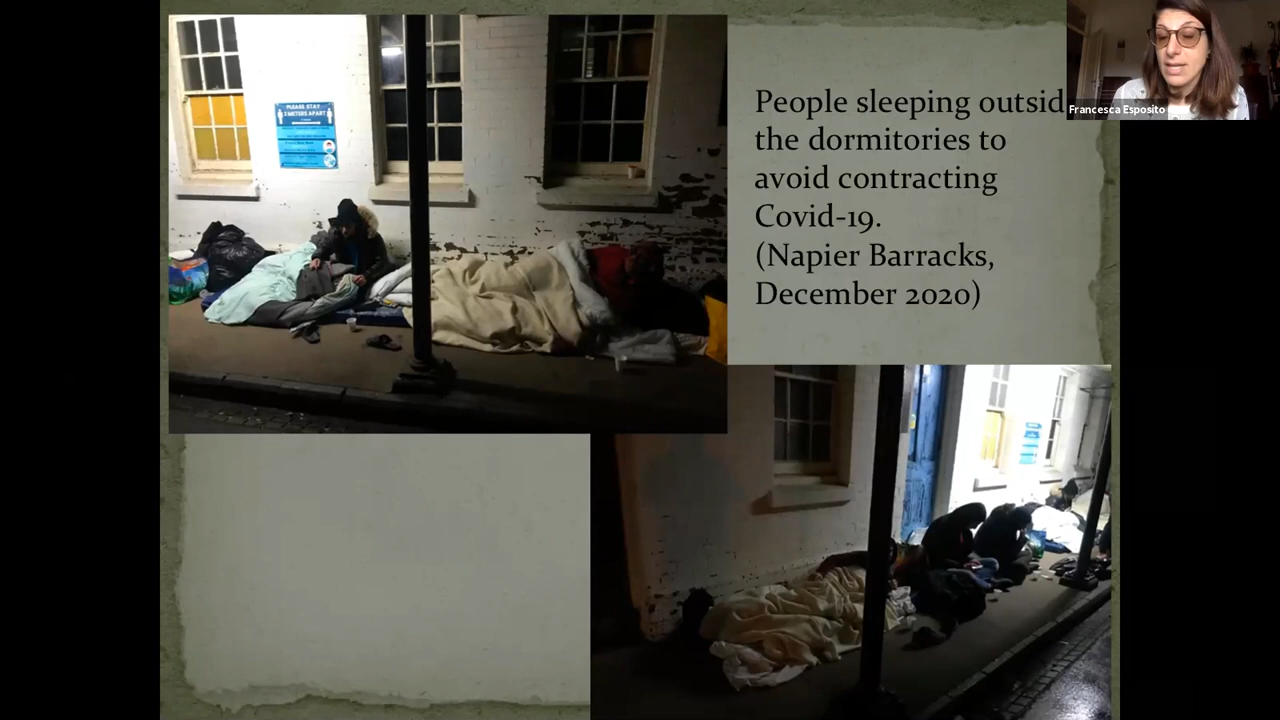 People sleeping outsid
the dormitories to
avoid contracting
Covid-19.
(Napier Barracks,
December 2020)
Francesca Esposito
PLEASE STAY
2 METERS APART